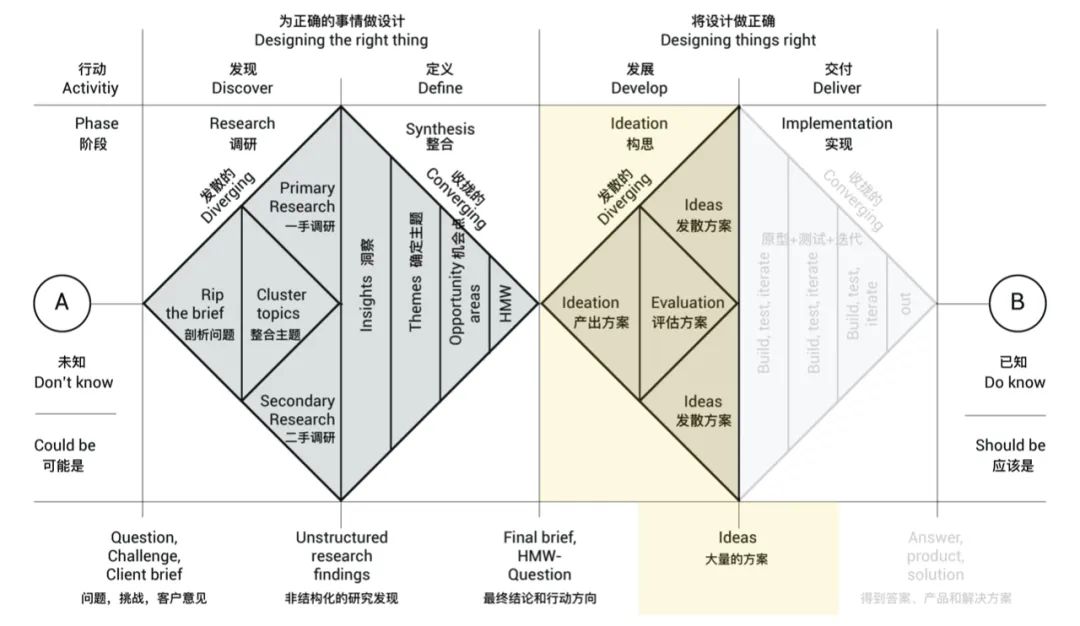 为正确的事情做设计
Designing the right thing
将设计做正确
Designing things right
行动
Activitiy
发现
Discover
定义
Define
发展
Develop
交付
Deliver
Phase
阶段
Research
调研
Synthesis
整合
Ideation
构思
Implementation
实现
发散的
Diverging
Primary
Research
一手调研
Rip
the brief
剖析问题
Cluster
topics
整合主题
Secondary
Research
二手调研
收拢的
Converging
Insights 洞察
Themes 确定主题
Opportunity 机会点
areas
HMW
发散的
Diverging
Ideas
发散方案
Ideation
产出方案
Evaluation
评估方案
Ideas
发散方案
收拢的
Converging
原型+测试+迭代
Build, test, iterate
Build, test, iterate
Build, test,
iterate
out
A
未知
Don't know
Could be
可能是
B
已知
Do know
Should be
应该是
Question,
Challenge,
Client brief
问题，挑战，客户意见
Unstructured
research
findings
非结构化的研究发现
Final brief,
HMW-
Question
最终结论和行动方向
Ideas
大量的方案
Answer,
product,
solution
得到答案、产品和解决方案